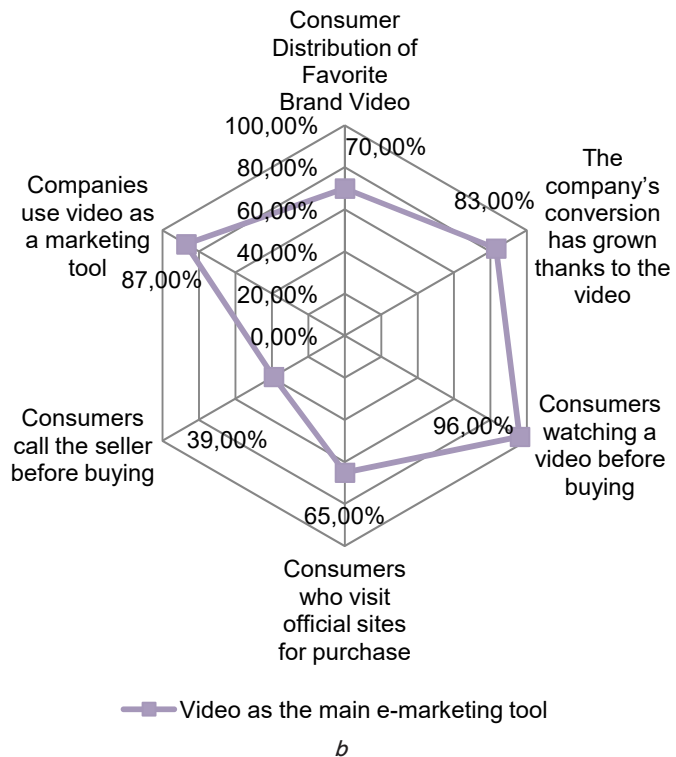 Consumer
Distribution of
Favorite
Brand Video
100,00%
70,00%
80,00%
60,00%
40,00%
20,00%
0,00%
The
company’s
conversion
has grown
thanks to the
video
83,00%
Companies
use video as
a marketing
tool
87,00%
Consumers
watching a
video before
buying
96,00%
Consumers
call the seller
before buying
39,00%
65,00%
Consumers
who visit
official sites
for purchase
Video as the main e-marketing tool
b